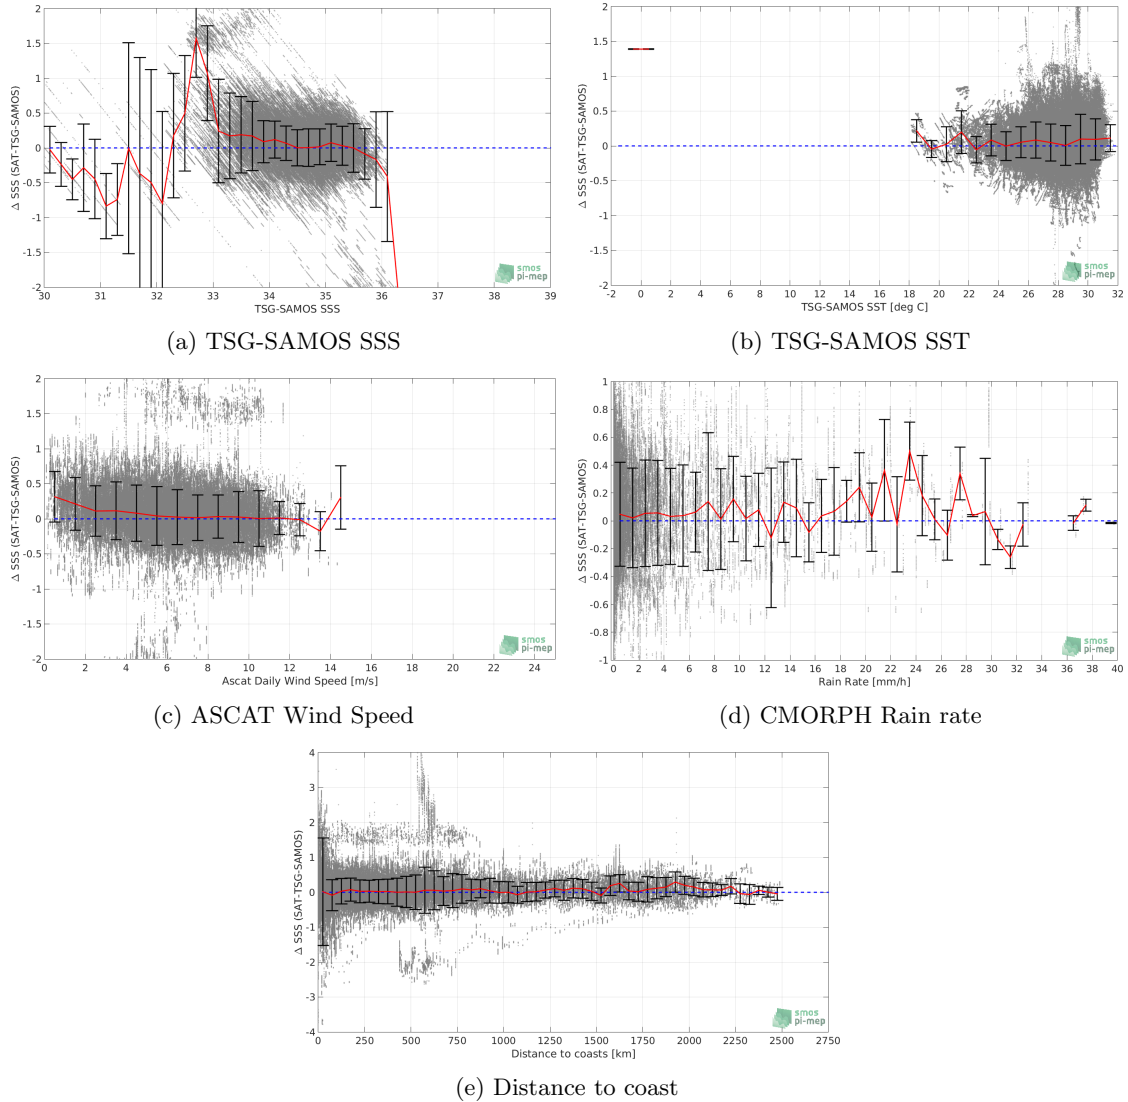 2
1.5
1
0.5
0
-0.5
-1
-1.5
-2
Δ SSS (SAT-TSG-SAMOS)
30 31 32 33 34 35 36 37 38 39
TSG-SAMOS SSS
smos
pi-mep
(a) TSG-SAMOS SSS
2
1.5
1
0.5
0
-0.5
-1
-1.5
-2
Δ SSS (SAT-TSG-SAMOS)
-2 0 2 4 6 8 10 12 14 16 18 20 22 24 26 28 30 32
TSG-SAMOS SST [deg C]
smos
pi-mep
(b) TSG-SAMOS SST
2
1.5
1
0.5
0
-0.5
-1
-1.5
-2
Δ SSS (SAT-TSG-SAMOS)
0 2 4 6 8 10 12 14 16 18 20 22 24
Ascat Daily Wind Speed [m/s]
smos
pi-mep
(c) ASCAT Wind Speed
1
0.8
0.6
0.4
0.2
0
-0.2
-0.4
-0.6
-0.8
-1
Δ SSS (SAT-TSG-SAMOS)
0 2 4 6 8 10 12 14 16 18 20 22 24 26 28 30 32 34 36 38 40
Rain Rate [mm/h]
smos
pi-mep
(d) CMORPH Rain rate
4
3
2
1
0
-1
-2
-3
-4
Δ SSS (SAT-TSG-SAMOS)
0 250 500 750 1000 1250 1500 1750 2000 2250 2500 2750
Distance to coasts [km]
smos
pi-mep
(e) Distance to coast